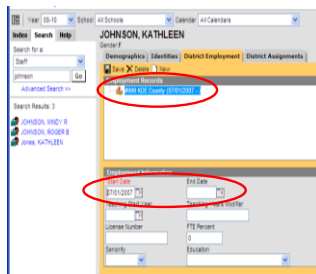 Year 09-10 School All Schools Calendar All Calendars
Index Search Help
JOHNSON, KATHLEEN
Gender:F
Search for a:
Staff
johnson Go
Advanced Search >>
Search Results: 3
JOHNSON, WINDY R
JOHNSON, ROGER B
Jones, KATHLEEN
Demographics Identities District Employment District Assignments
Save Delete New
Employment Records
#999 KDE County (07/01/2007 -
Employment Information
Start Date End Date
07/01/2007
Teaching Start Year Teaching Years Modifier
License Number FTE Percent
0
Seniority Education